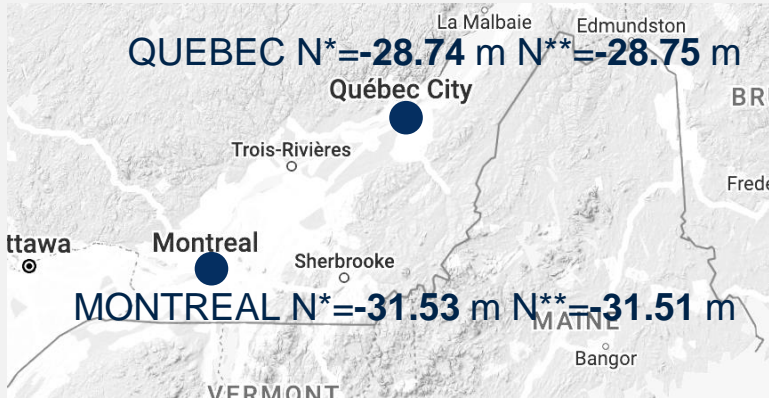 La Malbaie
Edmundston
QUEBEC N*=-28.74 m N**=-28.75 m
Québec City
BR
Trois-Rivières
Frede
ttawa
Montreal
Sherbrooke
MONTREAL N*=-31.53 m N**=-31.51 m
MAINE
Bangor
VERMONT